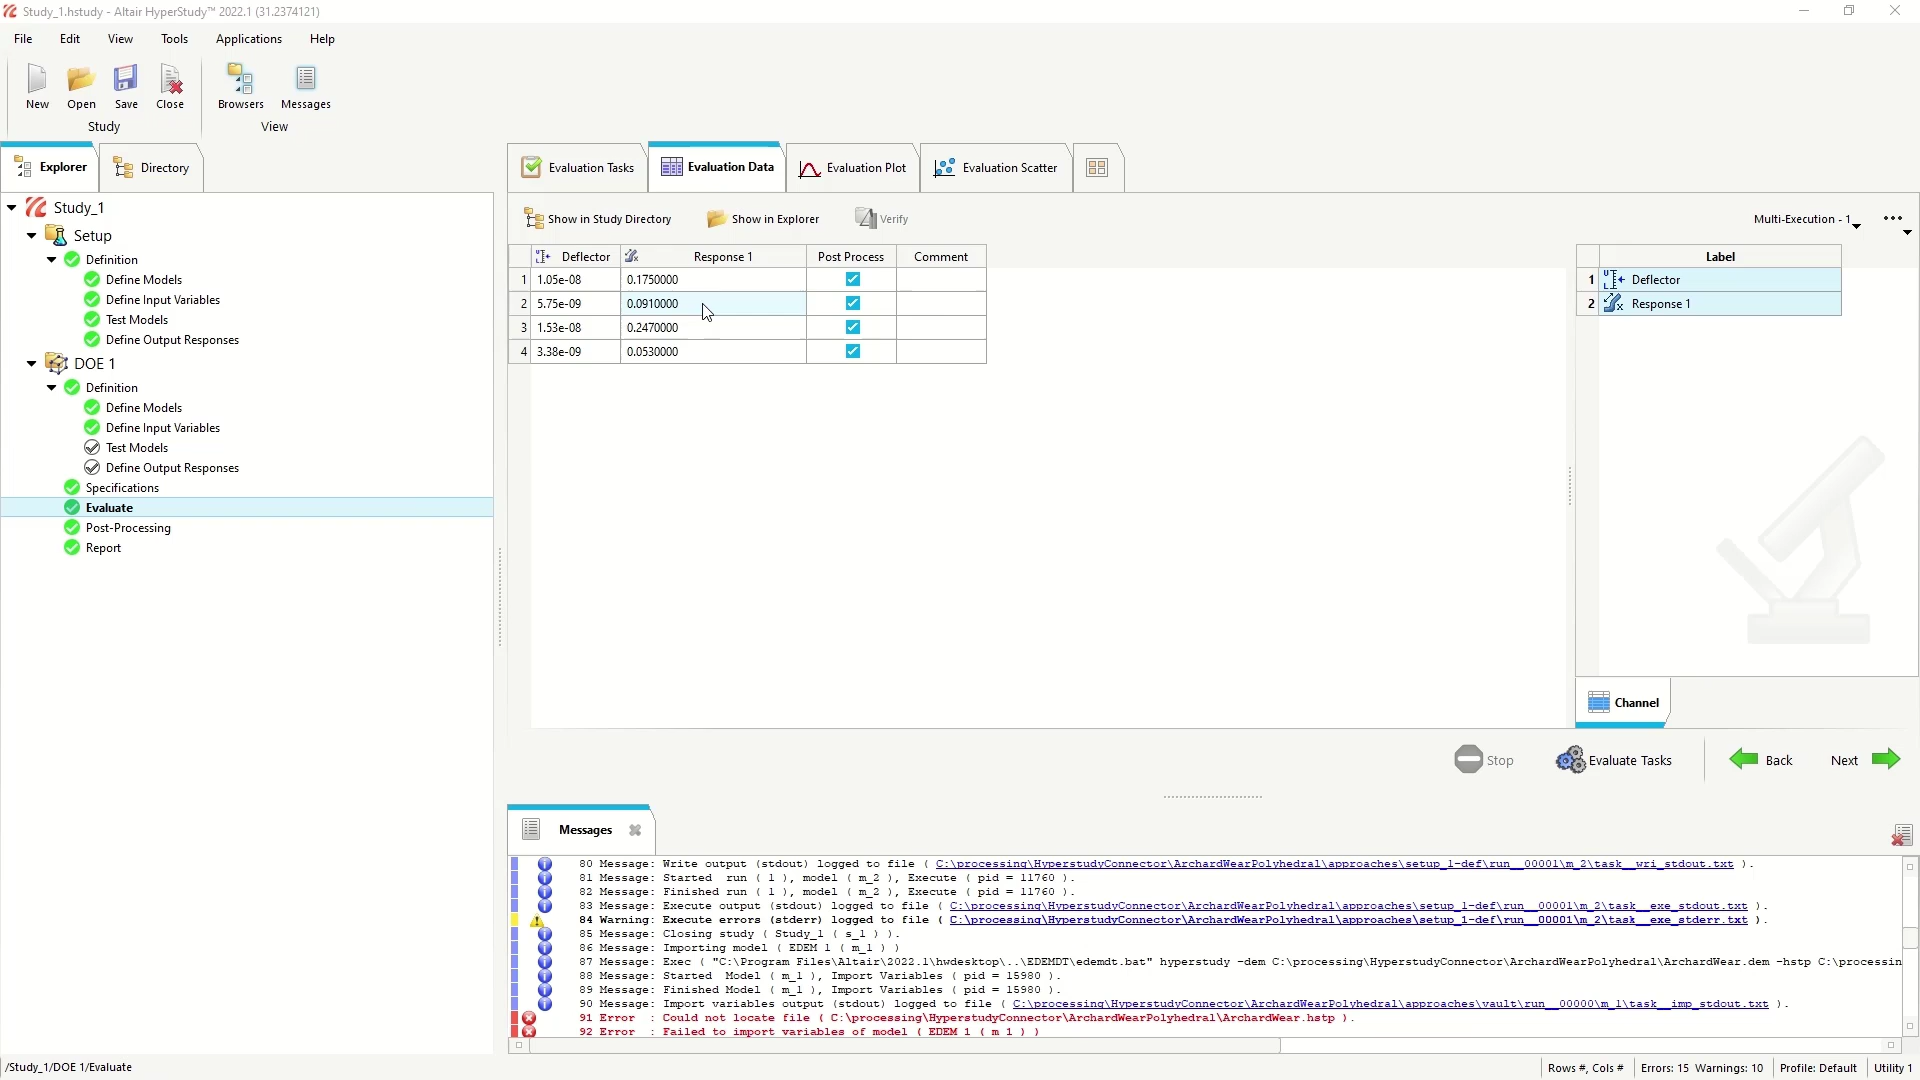 Study_1.hstudy - Altair HyperStudy™ 2022.1 (31.2374121)
File Edit View Tools Applications Help
New Open Save Close Browsers Messages
Study View
Explorer Directory
Study_1
Setup
Definition
Define Models
Define Input Variables
Test Models
Define Output Responses
DOE 1
Definition
Define Models
Define Input Variables
Test Models
Define Output Responses
Specifications
Evaluate
Post-Processing
Report
Evaluation Tasks Evaluation Data Evaluation Plot Evaluation Scatter
Show in Study Directory Show in Explorer Verify Multi-Execution - 1
Deflector Response 1 Post Process Comment
1 1.05e-08 0.1750000
2 5.75e-09 0.0910000
3 1.53e-08 0.2470000
4 3.38e-09 0.0530000
Label
1 Deflector
2 Response 1
Channel
Stop Evaluate Tasks Back Next
Messages
80 Message: Write output (stdout) logged to file ( C:\processing\HyperstudyConnector\ArchardWearPolyhedral\approaches\setup_1-def\run__00001\m_2\task__wri_stdout.txt ).
81 Message: Started run ( 1 ), model ( m_2 ), Execute ( pid = 11760 ).
82 Message: Finished run ( 1 ), model ( m_2 ), Execute ( pid = 11760 ).
83 Message: Execute output (stdout) logged to file ( C:\processing\HyperstudyConnector\ArchardWearPolyhedral\approaches\setup_1-def\run__00001\m_2\task__exe_stdout.txt ).
84 Warning: Execute errors (stderr) logged to file ( C:\processing\HyperstudyConnector\ArchardWearPolyhedral\approaches\setup_1-def\run__00001\m_2\task__exe_stderr.txt ).
85 Message: Closing study ( Study_1 ( s_1 ) ).
86 Message: Importing model ( EDEM 1 ( m_1 ) )
87 Message: Exec ( "C:\Program Files\Altair\2022.1\hwdesktop\..\EDEMDT\edemdt.bat" hyperstudy -dem C:\processing\HyperstudyConnector\ArchardWearPolyhedral\ArchardWear.dem -hstp C:\processin
88 Message: Started Model ( m_1 ), Import Variables ( pid = 15980 ).
89 Message: Finished Model ( m_1 ), Import Variables ( pid = 15980 ).
90 Message: Import variables output (stdout) logged to file ( C:\processing\HyperstudyConnector\ArchardWearPolyhedral\approaches\vault\run__00000\m_1\task__imp_stdout.txt ).
91 Error : Could not locate file ( C:\processing\HyperstudyConnector\ArchardWearPolyhedral\ArchardWear.hstp ).
92 Error : Failed to import variables of model ( EDEM 1 ( m_1 ) )
/Study_1/DOE 1/Evaluate Rows #, Cols # Errors: 15 Warnings: 10 Profile: Default Utility 1